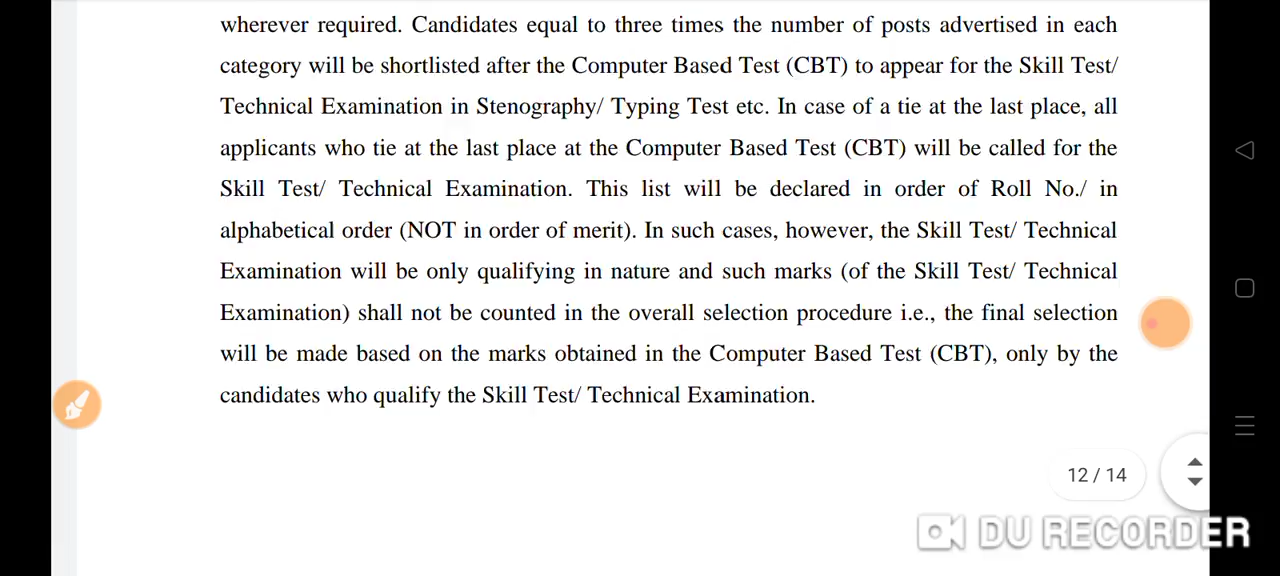 wherever required. Candidates equal to three times the number of posts advertised in each
category will be shortlisted after the Computer Based Test (CBT) to appear for the Skill Test/
Technical Examination in Stenography/ Typing Test etc. In case of a tie at the last place, all
applicants who tie at the last place at the Computer Based Test (CBT) will be called for the
Skill Test/ Technical Examination. This list will be declared in order of Roll No./ in
alphabetical order (NOT in order of merit). In such cases, however, the Skill Test/ Technical
Examination will be only qualifying in nature and such marks (of the Skill Test/ Technical
Examination) shall not be counted in the overall selection procedure i.e., the final selection
will be made based on the marks obtained in the Computer Based Test (CBT), only by the
candidates who qualify the Skill Test/ Technical Examination.
12 / 14
DU RECORDER